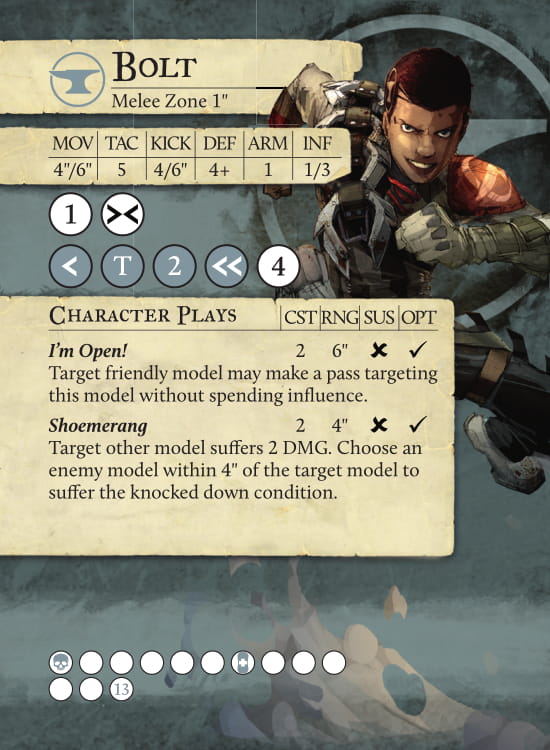 Bolt
Melee Zone 1"
MOV TAC KICK DEF ARM INF
4"/6" 5 4/6" 4+ 1 1/3
1 ><
< T 2 << 4
Character Plays CST RNG SUS OPT
I'm Open! 2 6" ✘ ✓
Target friendly model may make a pass targeting
this model without spending influence.
Shoemerang 2 4" ✘ ✓
Target other model suffers 2 DMG. Choose an
enemy model within 4" of the target model to
suffer the knocked down condition.
13